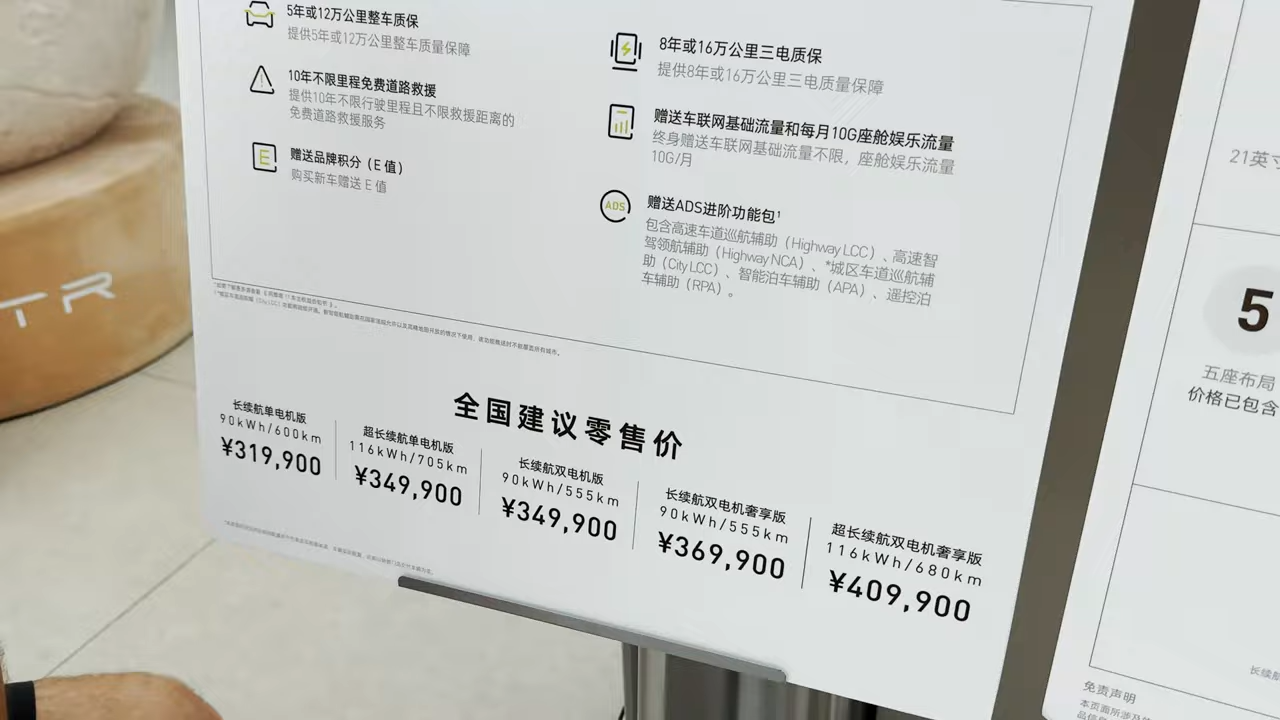 5年或12万公里整车质保
提供5年或12万公里整车质量保障
10年不限里程免费道路救援
提供10年不限行驶里程且不限救援距离的
免费道路救援服务
E
赠送品牌积分（E 值）
购买新车赠送 E 值
8年或16万公里三电质保
提供8年或16万公里三电质量保障
赠送车联网基础流量和每月10G座舱娱乐流量
终身赠送车联网基础流量不限，座舱娱乐流量
10G/月
ADS
赠送ADS进阶功能包¹
包含高速车道巡航辅助（Highway LCC）、高速智
驾领航辅助（Highway NCA）、*城区车道巡航辅
助（City LCC）、智能泊车辅助（APA）、遥控泊
车辅助（RPA）。
全国建议零售价
长续航单电机版
90kWh/600km
¥319,900
超长续航单电机版
116kWh/705km
¥349,900
长续航双电机版
90kWh/555km
¥349,900
长续航双电机奢享版
90kWh/555km
¥369,900
超长续航双电机奢享版
116kWh/680km
¥409,900
TR
21英寸
5
五座布局
价格已包含
长续航
免责声明
本页面所涉及